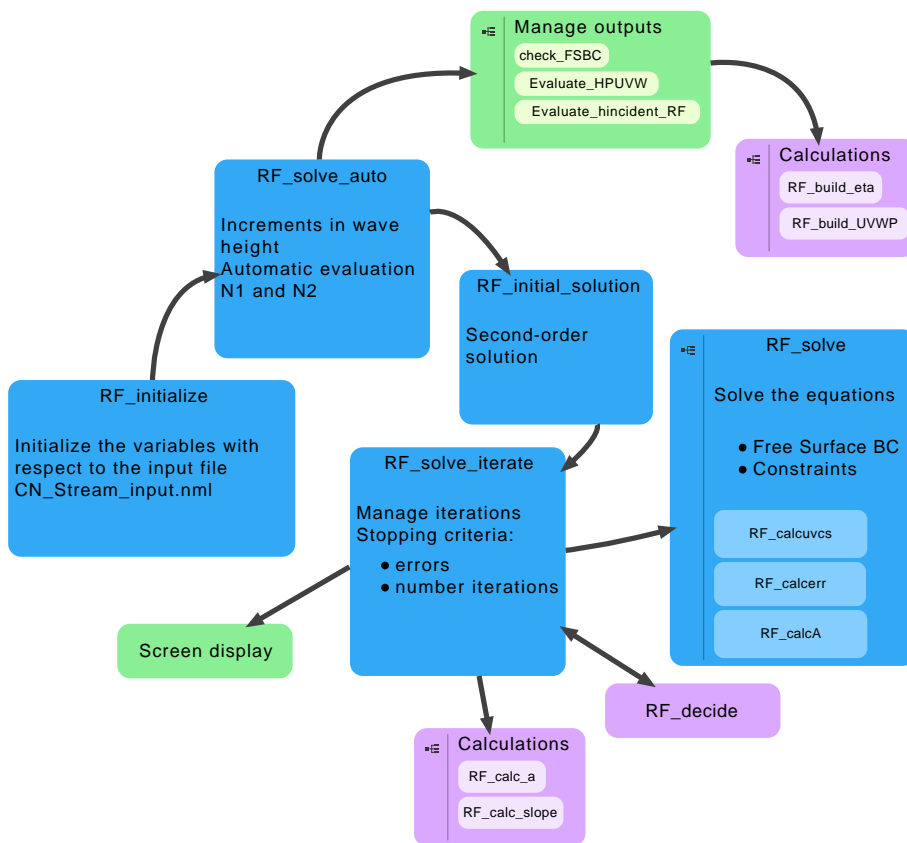 Manage outputs
check_FSBC
Evaluate_HPUVW
Evaluate_hincident_RF
Calculations
RF_build_eta
RF_build_UVWP
RF_solve_auto
Increments in wave
height
Automatic evaluation
N1 and N2
RF_initial_solution
Second-order
solution
RF_initialize
Initialize the variables with
respect to the input file
CN_Stream_input.nml
RF_solve_iterate
Manage iterations
Stopping criteria:
● errors
● number iterations
RF_solve
Solve the equations
● Free Surface BC
● Constraints
RF_calcuvcs
RF_calcerr
RF_calcA
Screen display
RF_decide
Calculations
RF_calc_a
RF_calc_slope